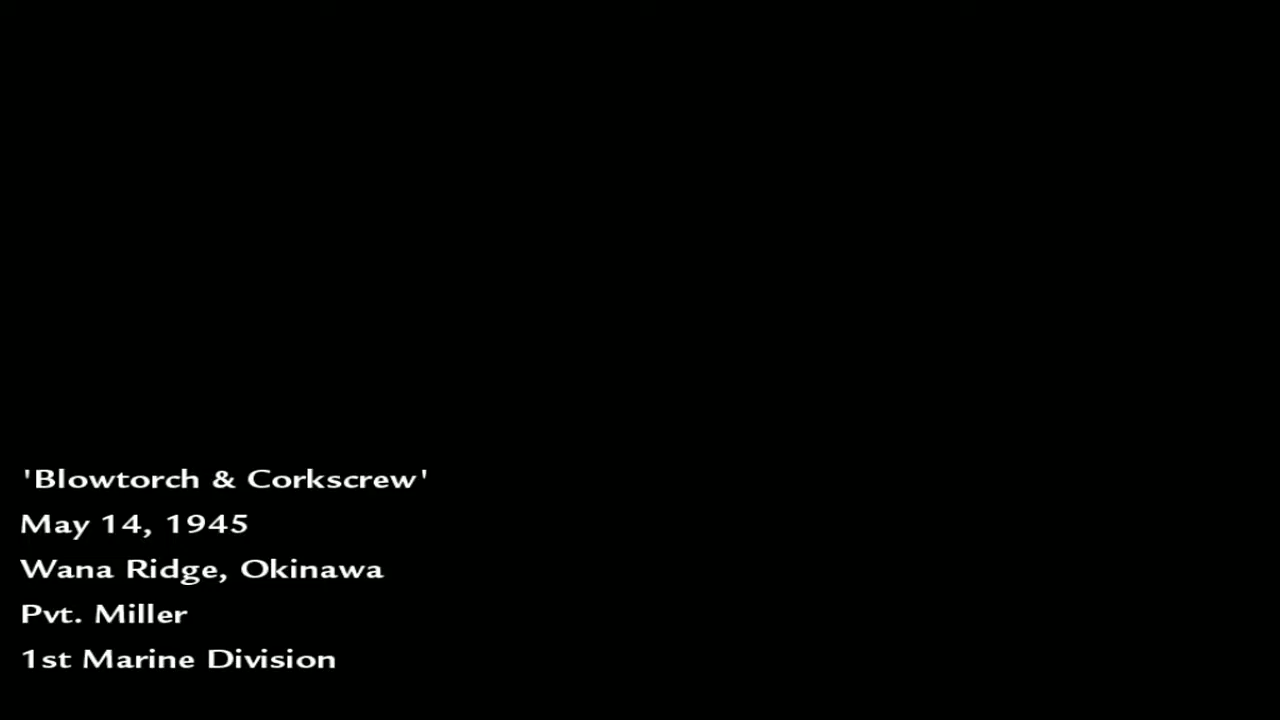 'Blowtorch & Corkscrew'
May 14, 1945
Wana Ridge, Okinawa
Pvt. Miller
1st Marine Division